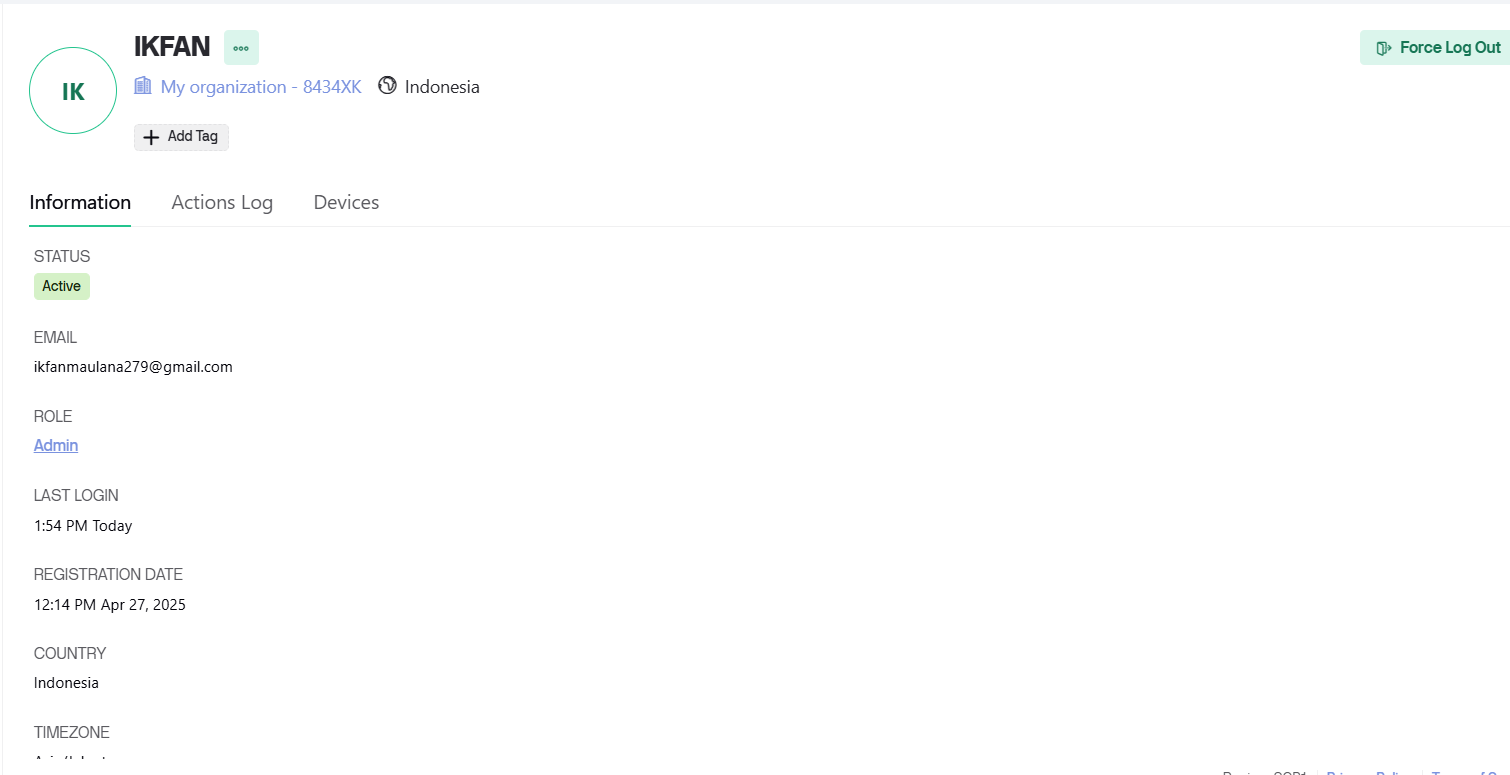 IKFAN
Force Log Out
IK
My organization - 8434XK
Indonesia
Add Tag
Information
Actions Log
Devices
STATUS
Active
EMAIL
ikfanmaulana279@gmail.com
ROLE
Admin
LAST LOGIN
1:54 PM Today
REGISTRATION DATE
12:14 PM Apr 27, 2025
COUNTRY
Indonesia
TIMEZONE